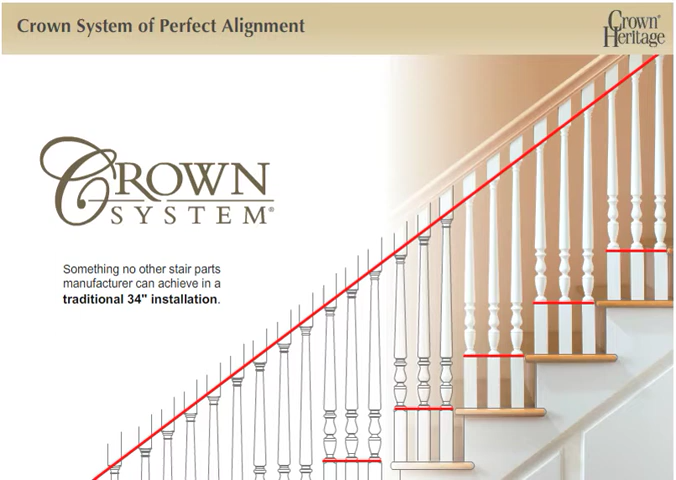 Crown System of Perfect Alignment
Crown®
Heritage
CROWN
SYSTEM®
Something no other stair parts
manufacturer can achieve in a
traditional 34" installation.